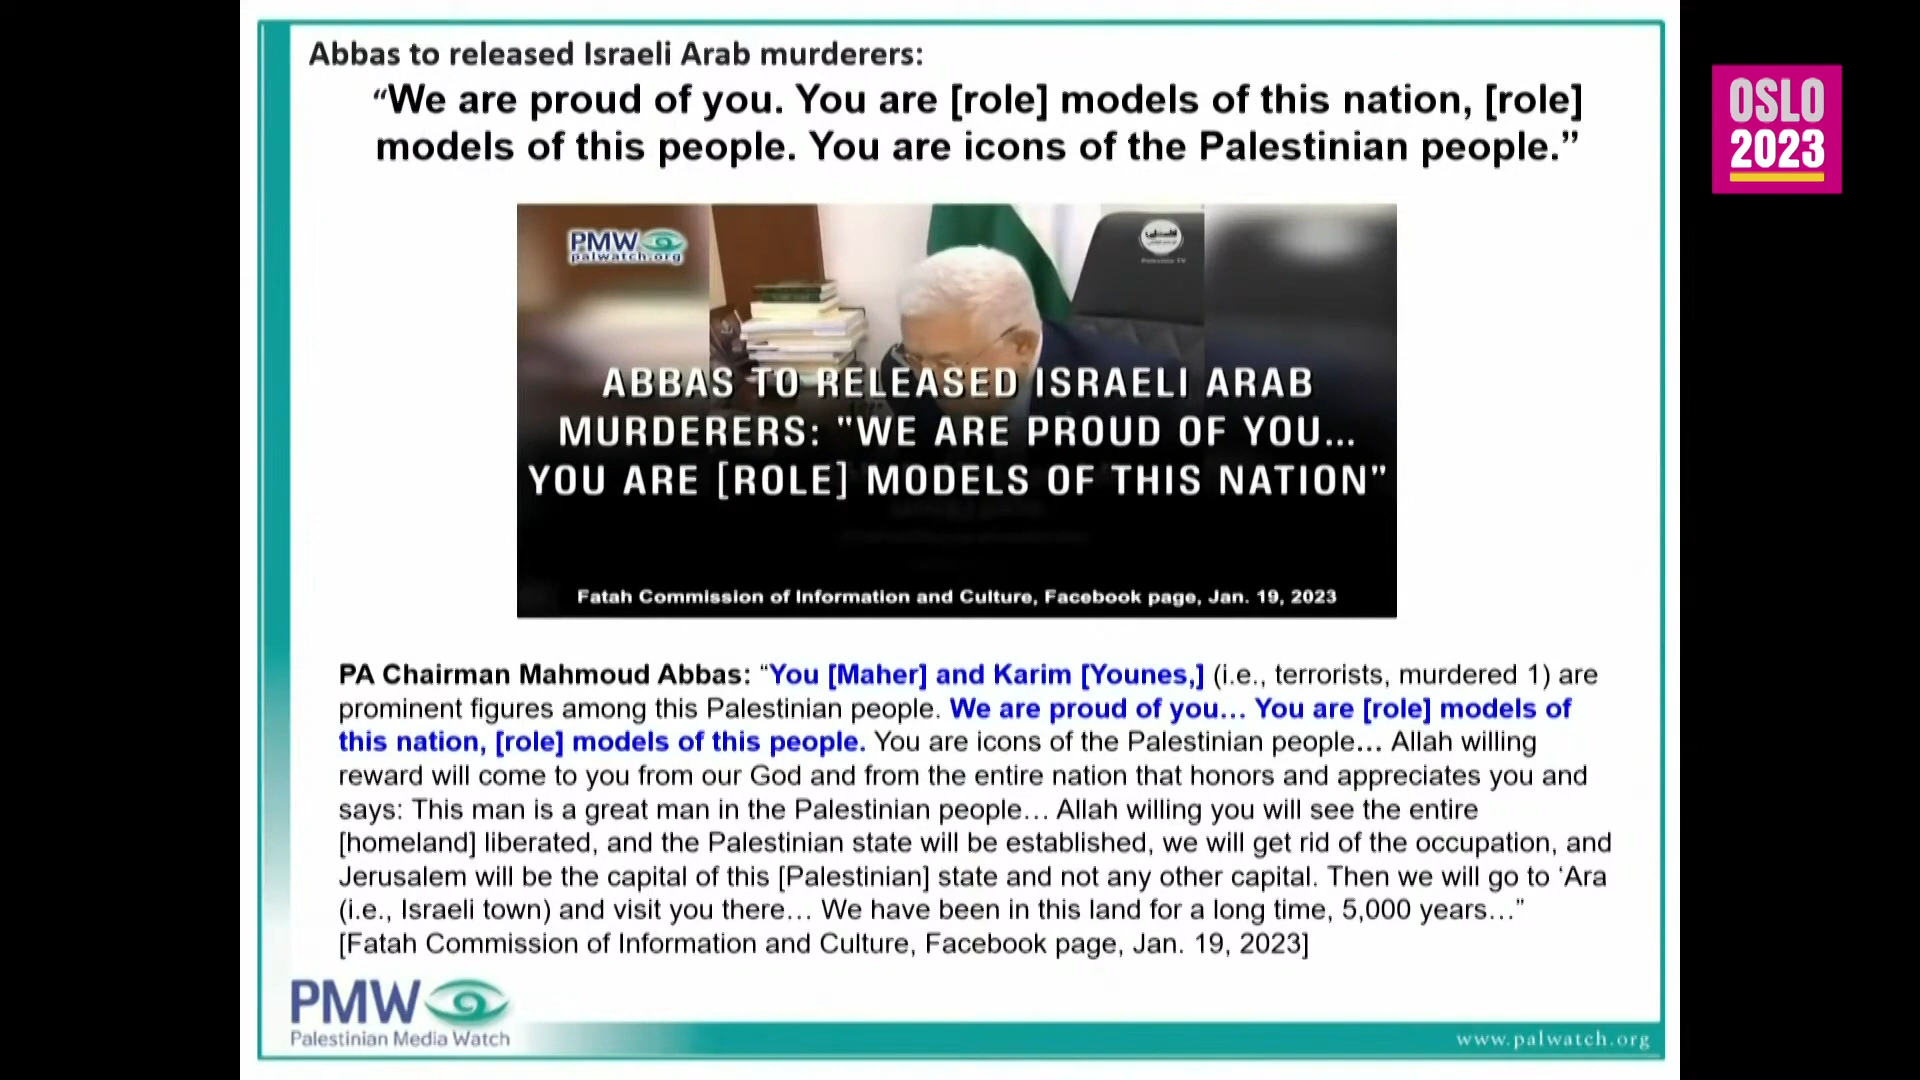 Abbas to released Israeli Arab murderers:
“We are proud of you. You are [role] models of this nation, [role]
models of this people. You are icons of the Palestinian people.”
OSLO
2023
PMW
palwatch.org
Palestine TV
ABBAS TO RELEASED ISRAELI ARAB
MURDERERS: "WE ARE PROUD OF YOU...
YOU ARE [ROLE] MODELS OF THIS NATION"
Fatah Commission of Information and Culture, Facebook page, Jan. 19, 2023
PA Chairman Mahmoud Abbas: “You [Maher] and Karim [Younes,] (i.e., terrorists, murdered 1) are
prominent figures among this Palestinian people. We are proud of you… You are [role] models of
this nation, [role] models of this people. You are icons of the Palestinian people… Allah willing
reward will come to you from our God and from the entire nation that honors and appreciates you and
says: This man is a great man in the Palestinian people… Allah willing you will see the entire
[homeland] liberated, and the Palestinian state will be established, we will get rid of the occupation, and
Jerusalem will be the capital of this [Palestinian] state and not any other capital. Then we will go to ‘Ara
(i.e., Israeli town) and visit you there… We have been in this land for a long time, 5,000 years…”
[Fatah Commission of Information and Culture, Facebook page, Jan. 19, 2023]
PMW
Palestinian Media Watch
www.palwatch.org